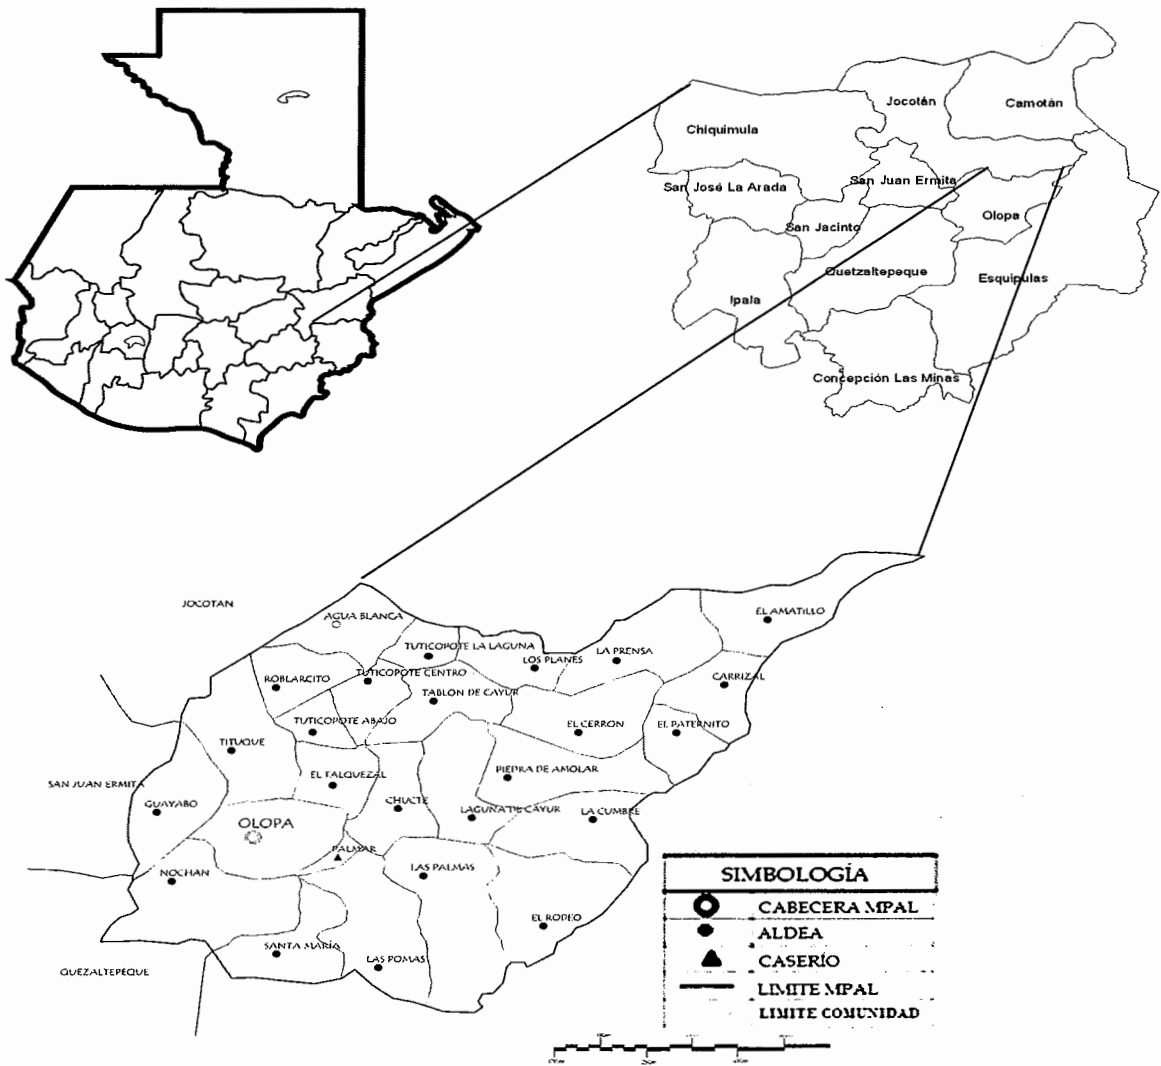 Jocotán
Camotán
Chiquimula
San José La Arada
San Juan Ermita
Olopa
San Jacinto
Quetzaltepeque
Esquipulas
Ipala
Concepción Las Minas
JOCOTAN
AGUA BLANCA
EL AMATILLO
TUTICOPOTE LA LAGUNA
LOS PLANES
LA PRENSA
ROBLARCITO
TUTICOPOTE CENTRO
CARRIZAL
TABLON DE CAYUR
TUTICOPOTE ABAJO
EL CERRON
EL PATERNITO
TITUQUE
EL TALQUEZAL
PIEDRA DE AMOLAR
SAN JUAN ERMITA
GUAYABO
CHUCTE
LAGUNA DE CAYUR
LA CUMBRE
OLOPA
PALMAR
NOCHAN
LAS PALMAS
EL RODEO
SANTA MARÍA
LAS POMAS
QUEZALTEPEQUE
SIMBOLOGÍA
CABECERA MPAL
ALDEA
CASERÍO
LIMITE MPAL
LIMITE COMUNIDAD